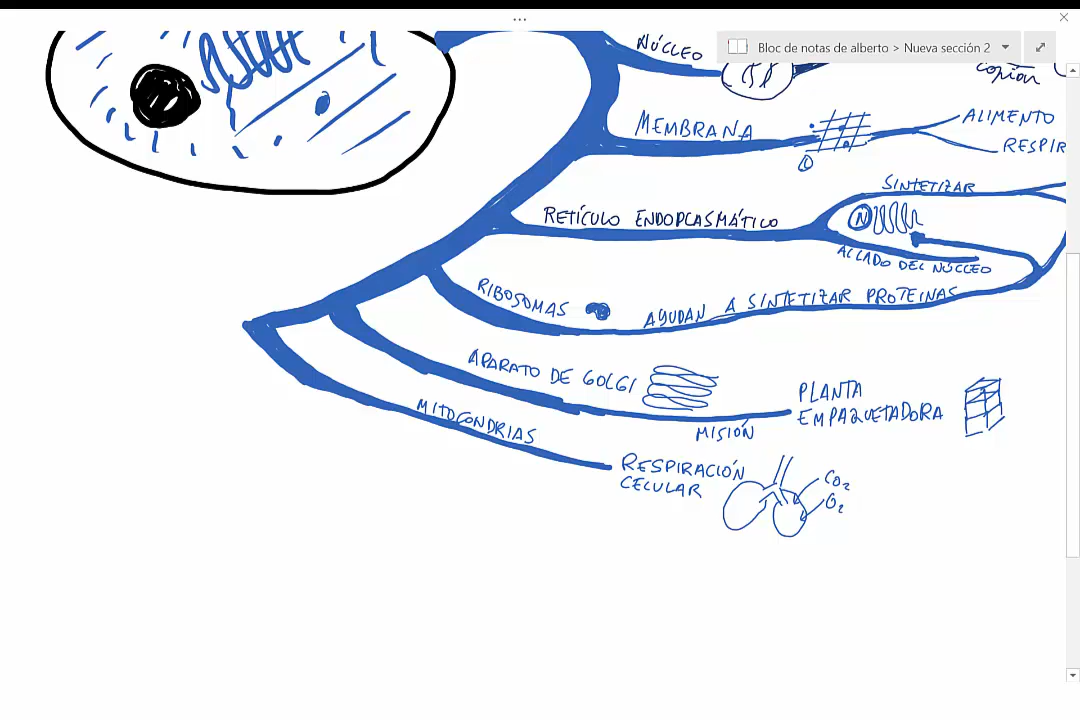 Bloc de notas de alberto > Nueva sección 2
NÚCLEO
COPIÓN
MEMBRANA
ALIMENTO
RESPIR
RETÍCULO ENDOPLASMÁTICO
SINTETIZAR
N
AL LADO DEL NÚCLEO
RIBOSOMAS
AYUDAN A SINTETIZAR PROTEINAS
APARATO DE GOLGI
MISIÓN
PLANTA
EMPAQUETADORA
MITOCONDRIAS
RESPIRACIÓN
CELULAR
CO2
O2